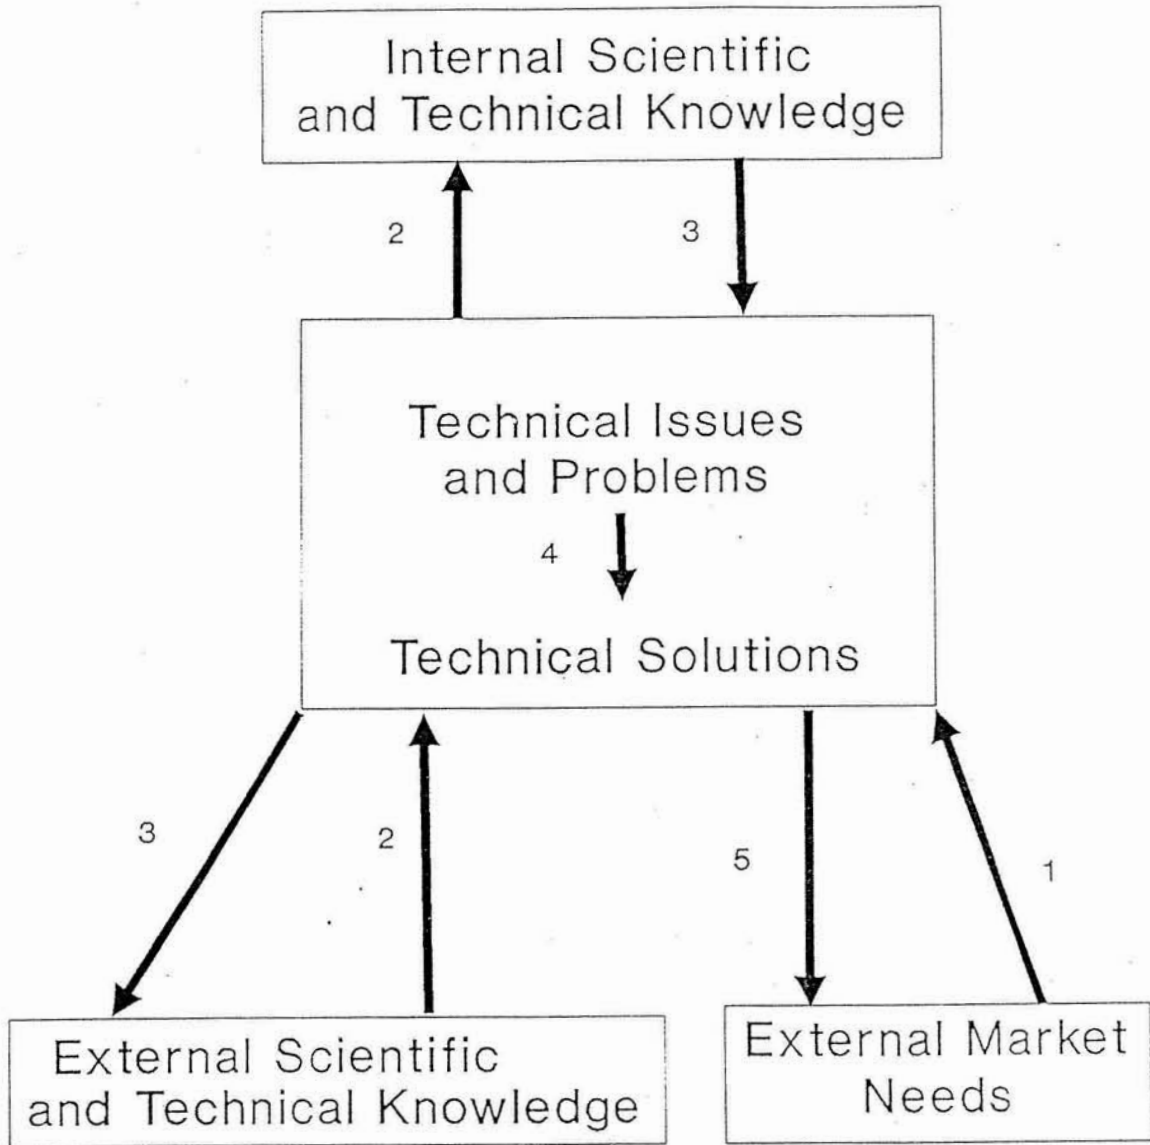 Internal Scientific
and Technical Knowledge
2
3
Technical Issues
and Problems
4
Technical Solutions
3
2
5
1
External Scientific
and Technical Knowledge
External Market
Needs